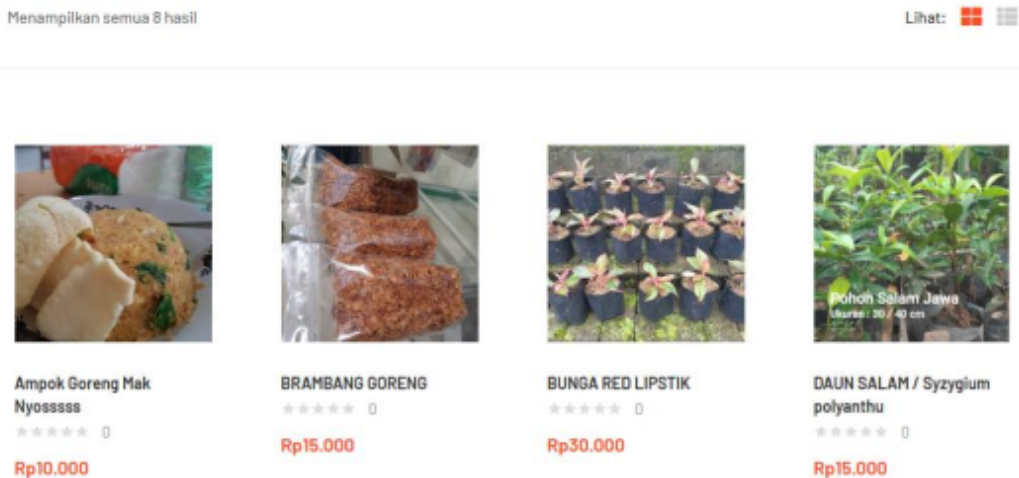 Menampilkan semua 8 hasil
Lihat:
Pohon Salam Jawa
Ukuran : 30 / 40 cm
Ampok Goreng Mak
Nyosssss
0
Rp10.000
BRAMBANG GORENG
0
Rp15.000
BUNGA RED LIPSTIK
0
Rp30.000
DAUN SALAM / Syzygium
polyanthu
0
Rp15.000